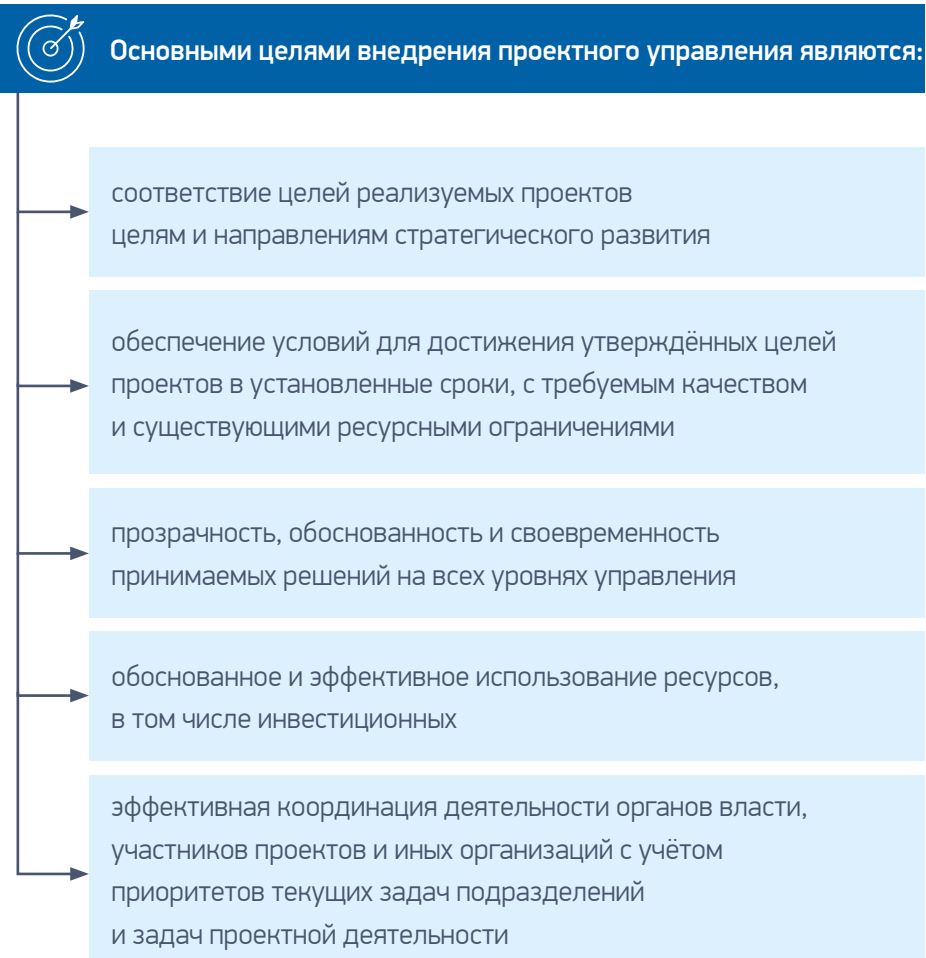 Основными целями внедрения проектного управления являются:
соответствие целей реализуемых проектов
целям и направлениям стратегического развития
обеспечение условий для достижения утверждённых целей
проектов в установленные сроки, с требуемым качеством
и существующими ресурсными ограничениями
прозрачность, обоснованность и своевременность
принимаемых решений на всех уровнях управления
обоснованное и эффективное использование ресурсов,
в том числе инвестиционных
эффективная координация деятельности органов власти,
участников проектов и иных организаций с учётом
приоритетов текущих задач подразделений
и задач проектной деятельности